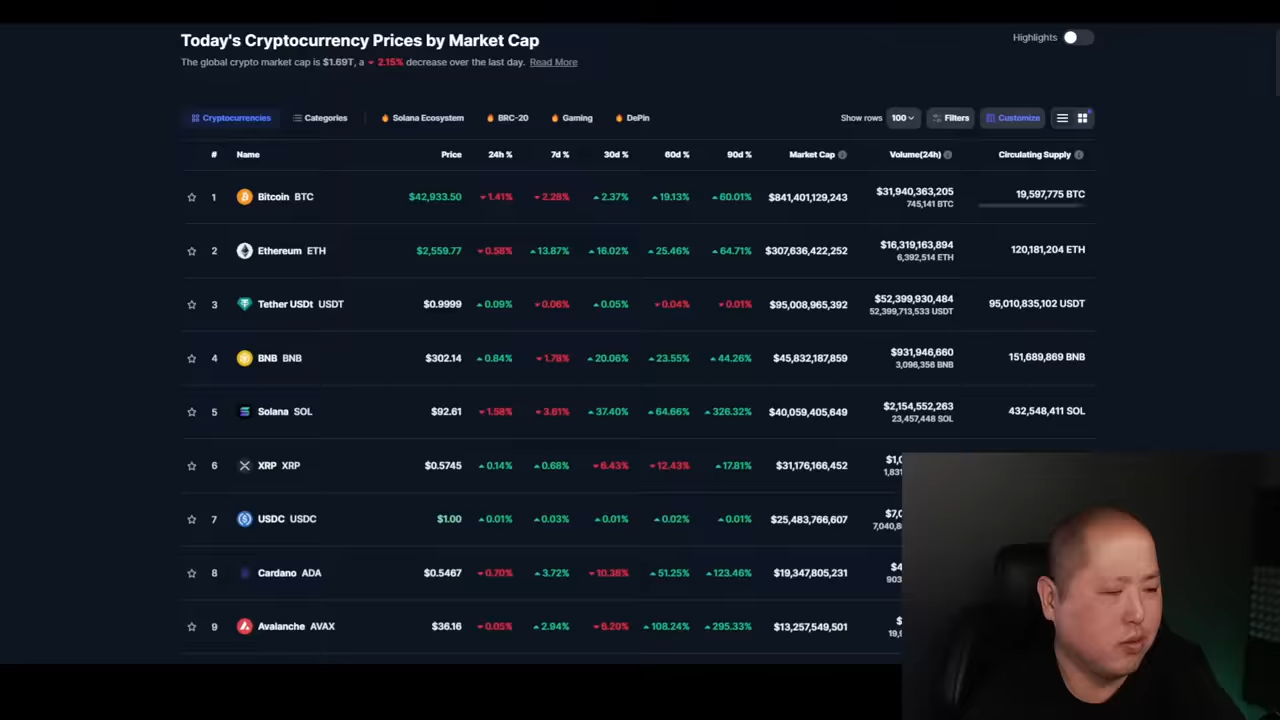 Today's Cryptocurrency Prices by Market Cap
Highlights
The global crypto market cap is $1.69T, a 2.15% decrease over the last day. Read More
Cryptocurrencies Categories Solana Ecosystem BRC-20 Gaming DePin Show rows 100 Filters Customize
# Name Price 24h % 7d % 30d % 60d % 90d % Market Cap Volume(24h) Circulating Supply
1 Bitcoin BTC $42,933.50 1.41% 2.28% 2.37% 19.13% 60.01% $841,401,129,243 $31,940,363,205 19,597,775 BTC
745,141 BTC
2 Ethereum ETH $2,559.77 0.58% 13.87% 16.02% 25.46% 64.71% $307,636,422,252 $16,319,163,894 120,181,204 ETH
6,392,514 ETH
3 Tether USDt USDT $0.9999 0.09% 0.06% 0.05% 0.04% 0.01% $95,008,965,392 $52,399,930,484 95,010,835,102 USDT
52,399,713,533 USDT
4 BNB BNB $302.14 0.84% 1.78% 20.06% 23.55% 44.26% $45,832,187,859 $931,946,660 151,689,869 BNB
3,096,356 BNB
5 Solana SOL $92.61 1.58% 3.61% 37.40% 64.66% 326.32% $40,059,405,649 $2,154,552,263 432,548,411 SOL
23,457,448 SOL
6 XRP XRP $0.5745 0.14% 0.68% 6.43% 12.43% 17.81% $31,176,166,452
7 USDC USDC $1.00 0.01% 0.03% 0.01% 0.02% 0.01% $25,483,766,607
8 Cardano ADA $0.5467 0.70% 3.72% 10.38% 51.25% 123.46% $19,347,805,231
9 Avalanche AVAX $36.16 0.05% 2.94% 6.20% 108.24% 295.33% $13,257,549,501